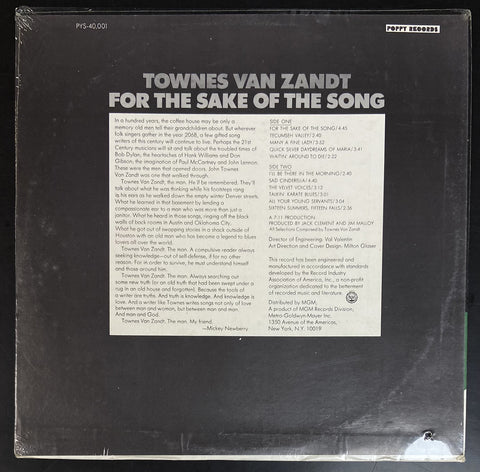 PYS-40,001
POPPY RECORDS
TOWNES VAN ZANDT
FOR THE SAKE OF THE SONG
In a hundred years, the coffee house may be only a
memory old men tell their grandchildren about. But wherever
folk singers gather in the year 2068, a few gifted song
writers of this century will continue to live. Perhaps the 21st
Century musicians will sit and talk about the troubled times of
Bob Dylan; the heartaches of Hank Williams and Don
Gibson, the imagination of Paul McCartney and John Lennon.
These were the men that opened doors. John Townes
Van Zandt was one that walked through.
Townes Van Zandt, the man. He'll be remembered. They'll
talk about what he was thinking while his footsteps rang
in his ears as he walked down the empty winter Denver streets.
What he learned in that basement by lending a
compassionate ear to a man who was more than just a
janitor. What he heard in those songs, ringing off the black
walls of back rooms in Austin and Oklahoma City.
What he got out of swapping stories in a shack outside of
Houston with an old man who has become a legend to blues
lovers all over the world.
Townes Van Zandt. The man. A compulsive reader always
seeking knowledge—out of self-defense, if for no other
reason. For in order to survive, he must understand himself
and those around him.
Townes Van Zandt. The man. Always searching out
some new truth (or an old truth that had been swept under a
rug in an old house and forgotten). Because the tools of
a writer are truths. And truth is knowledge. And knowledge is
love. And a writer like Townes writes songs not only of love
between man and woman, but between man and man.
And man and God.
Townes Van Zandt. The man. My friend.
—Mickey Newberry
SIDE ONE
FOR THE SAKE OF THE SONG/4:45
TECUMSEH VALLEY/2:40
MANY A FINE LADY/3:52
QUICK SILVER DAYDREAMS OF MARIA/3:41
WAITIN' AROUND TO DIE/2:22
SIDE TWO
I'LL BE THERE IN THE MORNING/2:40
SAD CINDERELLA/4:40
THE VELVET VOICES/3:12
TALKIN' KARATE BLUES/3:01
ALL YOUR YOUNG SERVANTS/3:04
SIXTEEN SUMMERS, FIFTEEN FALLS/2:36
A P.i.I. PRODUCTION
PRODUCED BY JACK CLEMENT AND JIM MALLOY
All Selections Composed by Townes Van Zandt
Director of Engineering: Val Valentin
Art Direction and Cover Design: Milton Glaser
This record has been engineered and
manufactured in accordance with standards
developed by the Record Industry
Association of America, Inc., a non-profit
organization dedicated to the betterment
of recorded music and literature.
Distributed by MGM,
A product of MGM Records Division,
Metro-Goldwyn-Mayer Inc.
1350 Avenue of the Americas,
New York, N.Y. 10019